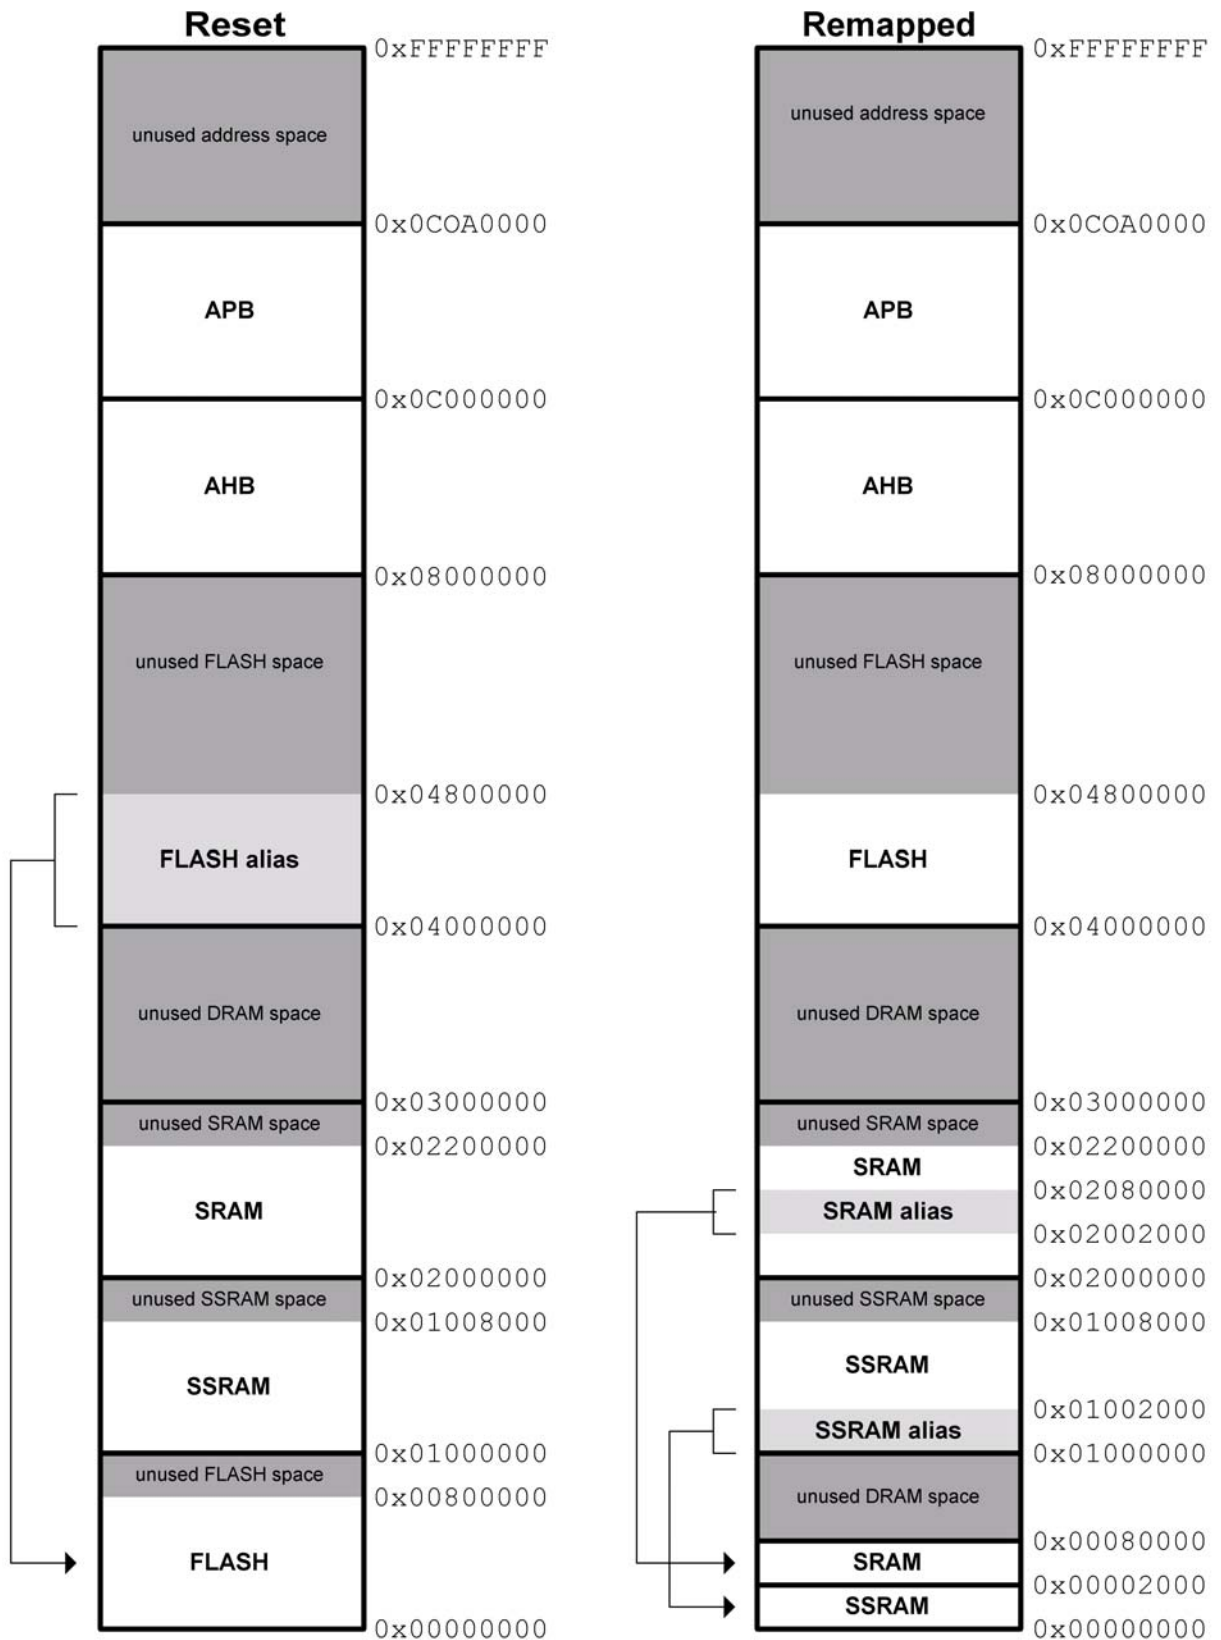 Reset
0xFFFFFFFF
unused address space
0x0COA0000
APB
0x0C000000
AHB
0x08000000
unused FLASH space
0x04800000
FLASH alias
0x04000000
unused DRAM space
0x03000000
unused SRAM space
0x02200000
SRAM
0x02000000
unused SSRAM space
0x01008000
SSRAM
0x01000000
unused FLASH space
0x00800000
FLASH
0x00000000
Remapped
0xFFFFFFFF
unused address space
0x0COA0000
APB
0x0C000000
AHB
0x08000000
unused FLASH space
0x04800000
FLASH
0x04000000
unused DRAM space
0x03000000
unused SRAM space
0x02200000
SRAM
0x02080000
SRAM alias
0x02002000
0x02000000
unused SSRAM space
0x01008000
SSRAM
0x01002000
SSRAM alias
0x01000000
unused DRAM space
0x00080000
SRAM
0x00002000
SSRAM
0x00000000